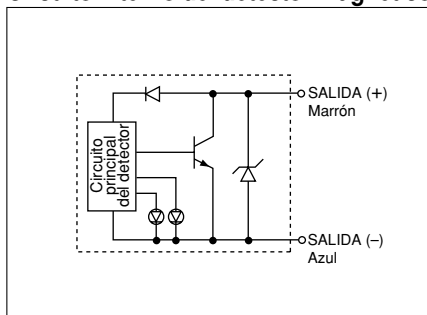 SALIDA (+)
Marrón
Circuito
principal
del detector
SALIDA (–)
Azul